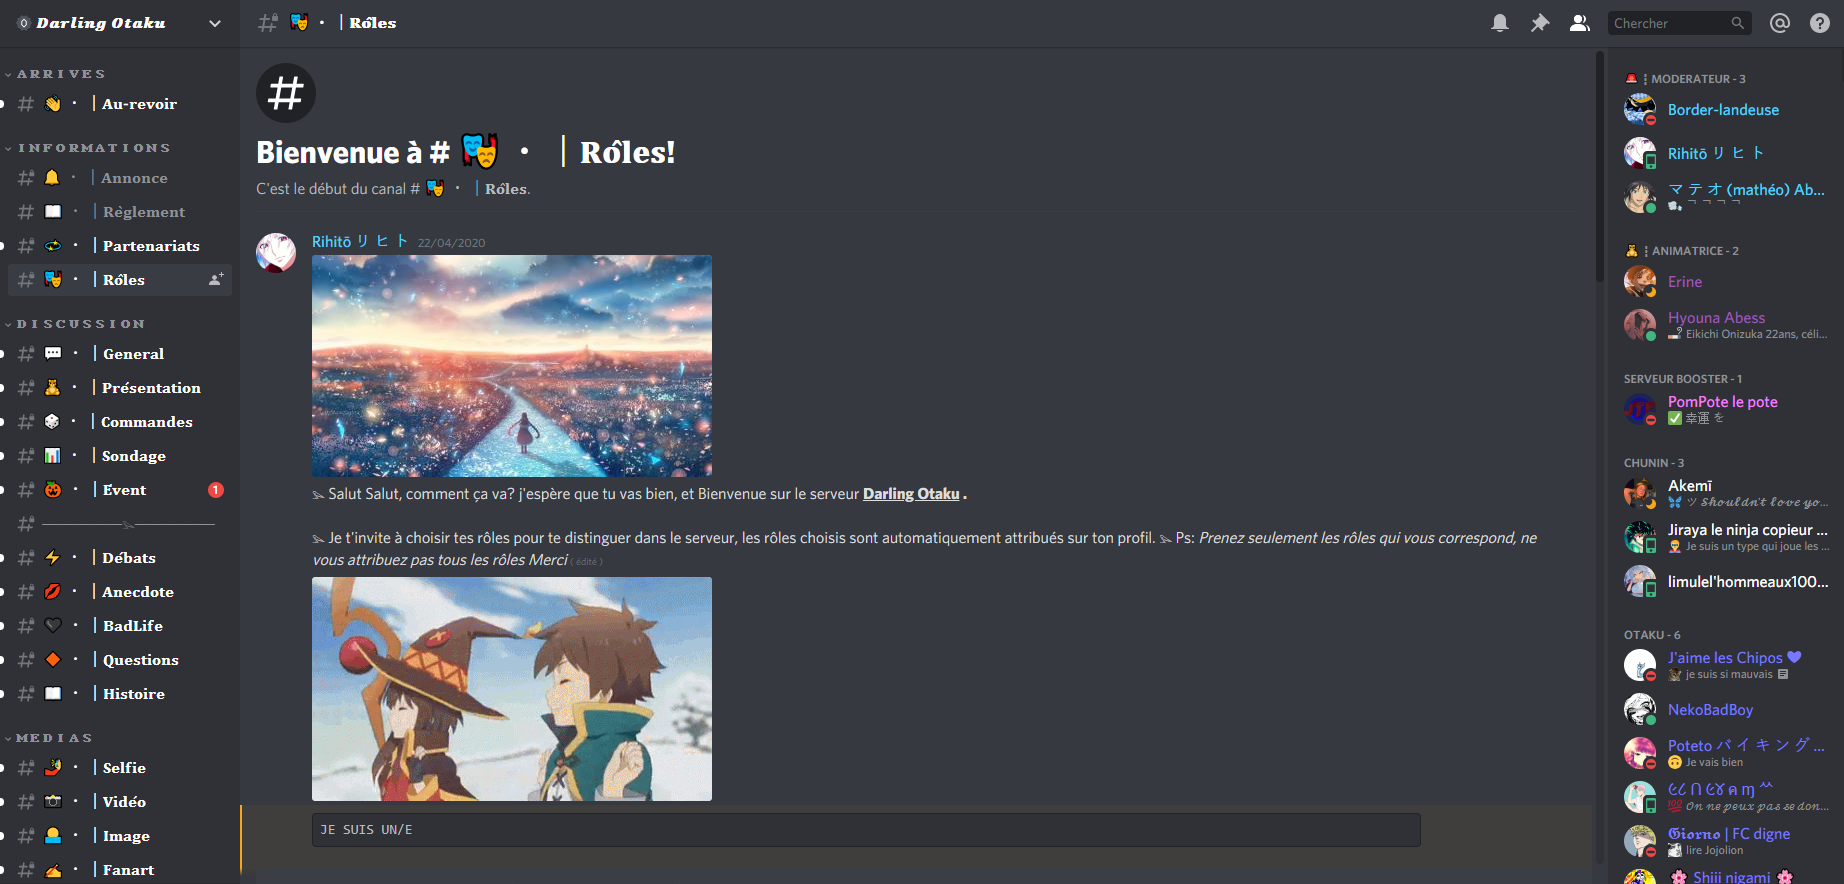 Darling Otaku
🎭 · | Rôles
Chercher
ARRIVES
👋 · | Au-revoir
INFORMATIONS
🔔 · | Annonce
📖 · | Règlement
💫 · | Partenariats
🎭 · | Rôles
DISCUSSION
💬 · | General
🧸 · | Présentation
🎲 · | Commandes
📊 · | Sondage
🎃 · | Event 1
⚡ · | Débats
💋 · | Anecdote
🖤 · | BadLife
🔶 · | Questions
📖 · | Histoire
MEDIAS
🤳 · | Selfie
📷 · | Vidéo
· | Image
✍ · | Fanart
Bienvenue à # 🎭 · | Rôles!
C'est le début du canal # 🎭 · | Rôles.
Rihitō リ ヒ ト 22/04/2020
Salut Salut, comment ça va? j'espère que tu vas bien, et Bienvenue sur le serveur Darling Otaku .
Je t'invite à choisir tes rôles pour te distinguer dans le serveur, les rôles choisis sont automatiquement attribués sur ton profil. Ps: Prenez seulement les rôles qui vous correspond, ne
vous attribuez pas tous les rôles Merci (édité)
JE SUIS UN/E
🚨 ┋ MODERATEUR - 3
Border-landeuse
Rihitō リ ヒ ト
マ テ オ (mathéo) Ab...
🧸 ┋ ANIMATRICE - 2
Erine
Hyouna Abess
🚬 Eikichi Onizuka 22ans, céli...
SERVEUR BOOSTER - 1
PomPote le pote
✅ 幸運 を
CHUNIN - 3
Akemī
🦋 ツ Shouldn't love yo...
Jiraya le ninja copieur ...
Je suis un type qui joue les ...
limulel'hommeaux100...
OTAKU - 6
J'aime les Chipos 💜
je suis si mauvais
NekoBadBoy
Poteto バ イ キ ン グ ...
🙃 Je vais bien
💯 On ne peux pas se don...
Giorno | FC digne
lire Jojolion
🌸 Shiii nigami 🌸